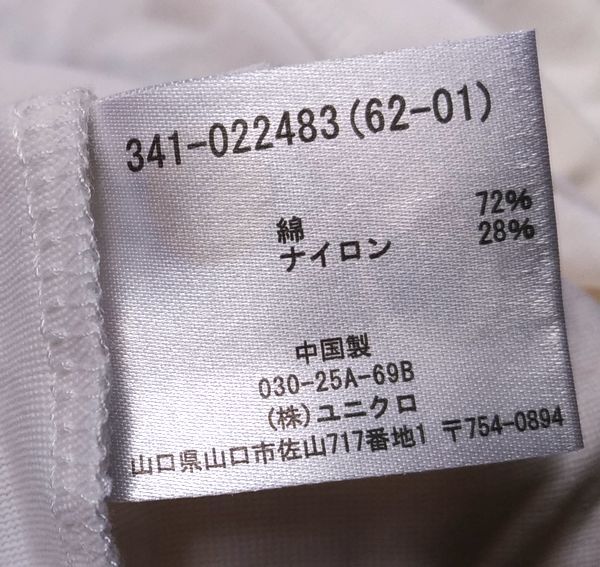 341-022483(62-01)
綿 72%
ナイロン 28%
中国製
030-25A-69B
(株)ユニクロ
山口県山口市佐山717番地1 〒754-0894